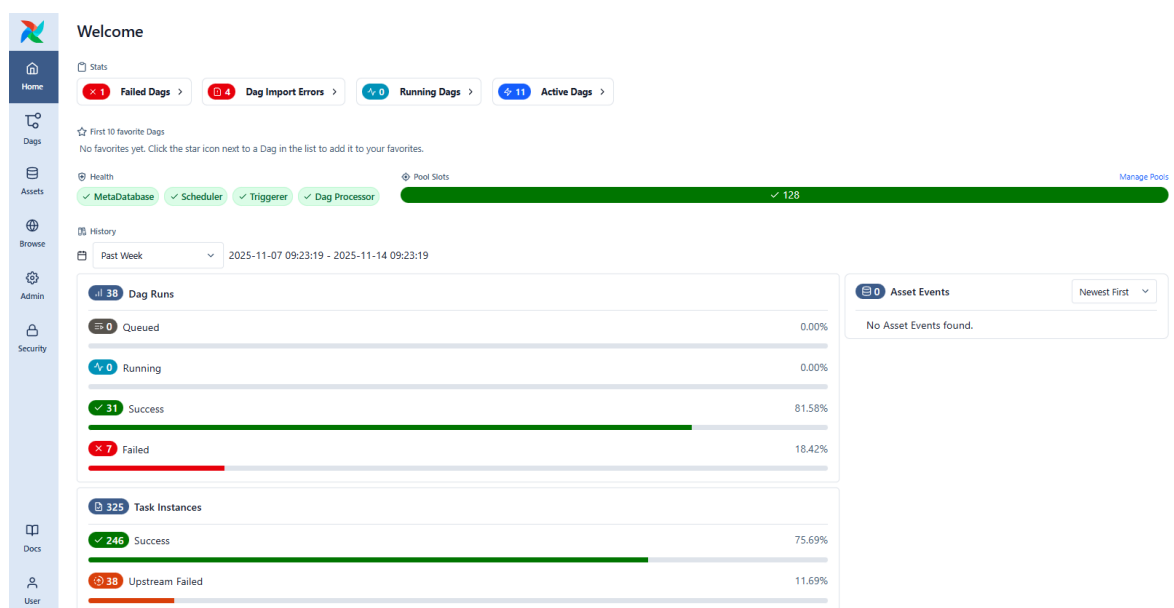 Welcome
Home
Dags
Assets
Browse
Admin
Security
Docs
User
Stats
1 Failed Dags
4 Dag Import Errors
0 Running Dags
11 Active Dags
First 10 favorite Dags
No favorites yet. Click the star icon next to a Dag in the list to add it to your favorites.
Health
MetaDatabase Scheduler Triggerer Dag Processor
Pool Slots
Manage Pools
128
History
Past Week 2025-11-07 09:23:19 - 2025-11-14 09:23:19
38 Dag Runs
0 Queued 0.00%
0 Running 0.00%
31 Success 81.58%
7 Failed 18.42%
0 Asset Events Newest First
No Asset Events found.
325 Task Instances
246 Success 75.69%
38 Upstream Failed 11.69%